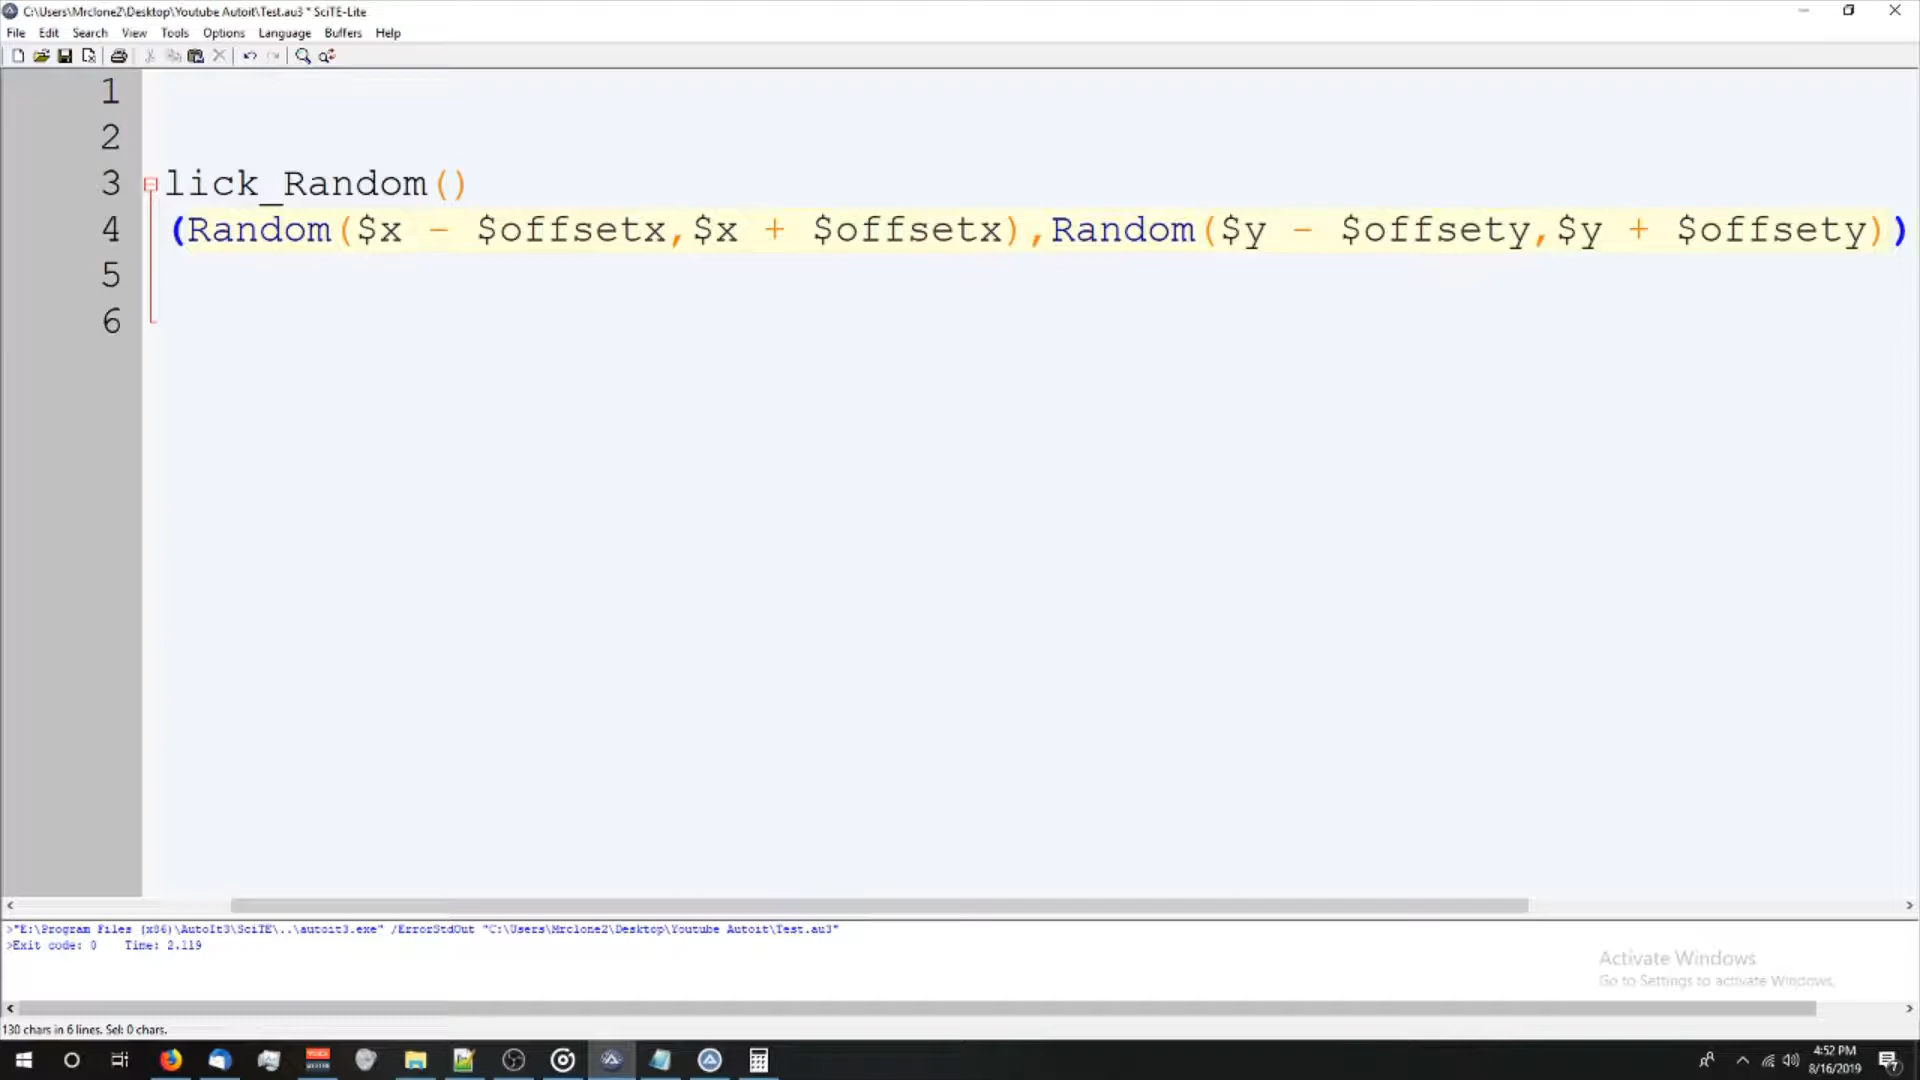 C:\Users\Mrclone2\Desktop\Youtube Autoit\Test.au3 * SciTE-Lite
File Edit Search View Tools Options Language Buffers Help
1
2
3 lick_Random()
4 (Random($x - $offsetx,$x + $offsetx),Random($y - $offsety,$y + $offsety))
5
6
>"E:\Program Files (x86)\AutoIt3\SciTE\..\autoit3.exe" /ErrorStdOut "C:\Users\Mrclone2\Desktop\Youtube Autoit\Test.au3"
>Exit code: 0 Time: 2.119
Activate Windows
Go to Settings to activate Windows.
130 chars in 6 lines. Sel: 0 chars.
4:52 PM
8/16/2019